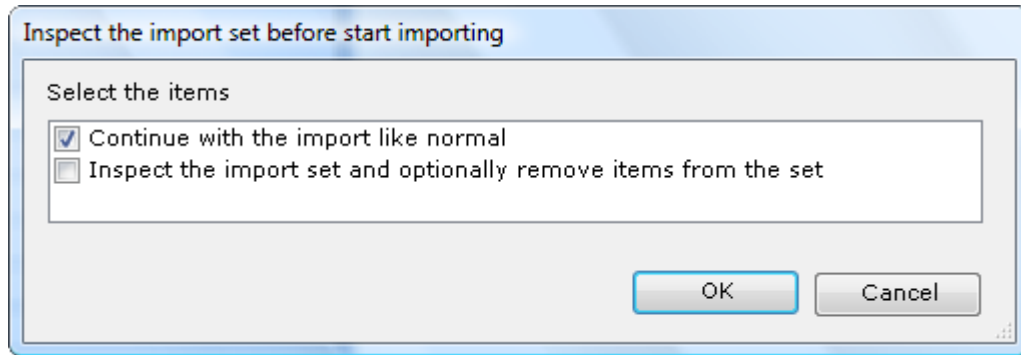 Inspect the import set before start importing
Select the items
Continue with the import like normal
Inspect the import set and optionally remove items from the set
OK
Cancel